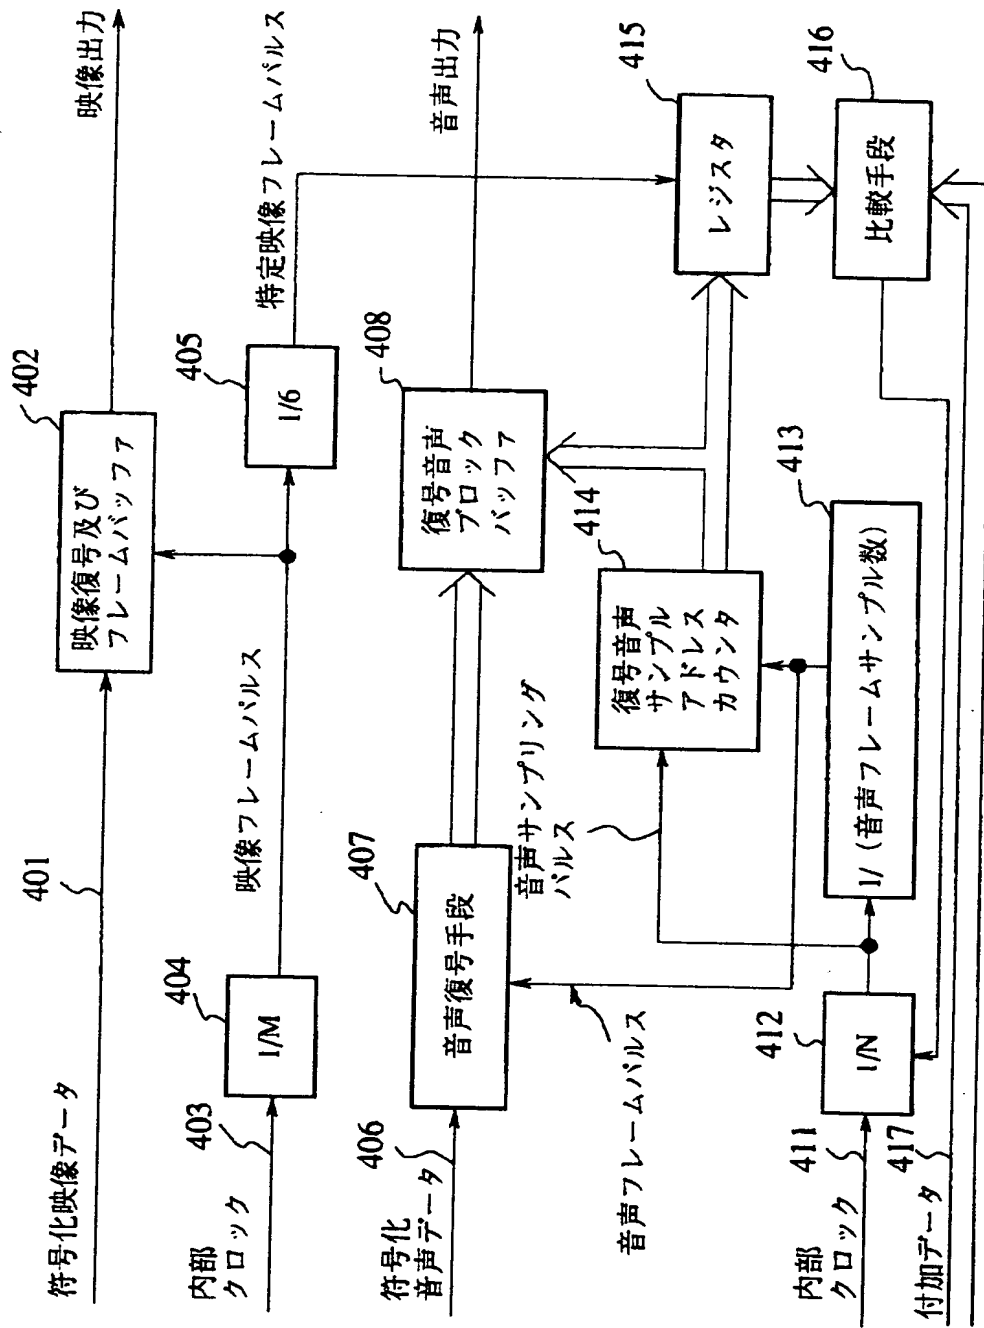 符号化映像データ
401
映像復号及び
フレームバッファ
402
映像出力
内部
クロック
403
1/M
404
映像フレームパルス
1/6
405
特定映像フレームパルス
符号化
音声データ
406
音声復号手段
407
復号音声
ブロック
バッファ
408
音声出力
音声サンプリング
パルス
復号音声
サンプル
アドレス
カウンタ
414
レジスタ
415
音声フレームパルス
内部
クロック
411
1/N
412
1/(音声フレームサンプル数)
413
比較手段
416
付加データ
417